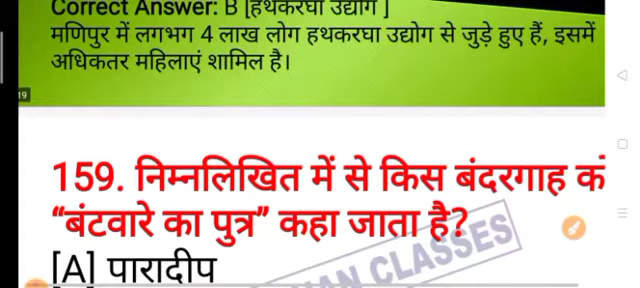 Correct Answer: B [हथकरघा उद्योग ]
मणिपुर में लगभग 4 लाख लोग हथकरघा उद्योग से जुड़े हुए हैं, इसमें
अधिकतर महिलाएं शामिल है।
19
159. निम्नलिखित में से किस बंदरगाह को
“बंटवारे का पुत्र” कहा जाता है?
[A] पारादीप
CLASSES